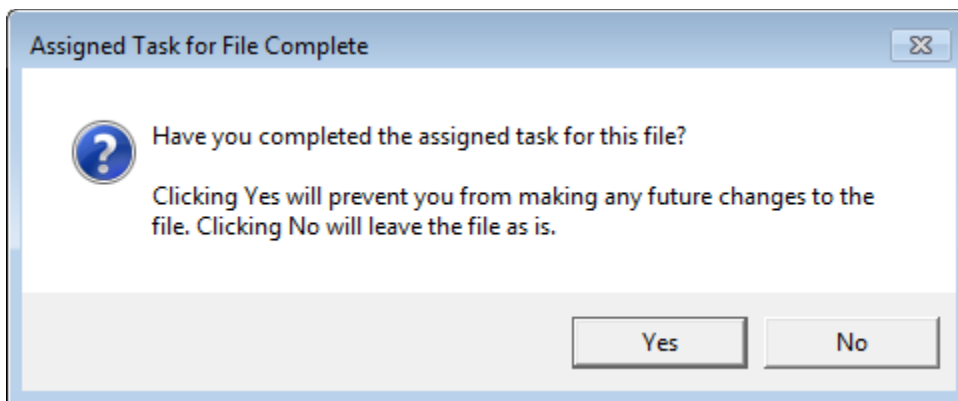 Assigned Task for File Complete
Have you completed the assigned task for this file?
Clicking Yes will prevent you from making any future changes to the
file. Clicking No will leave the file as is.
Yes
No